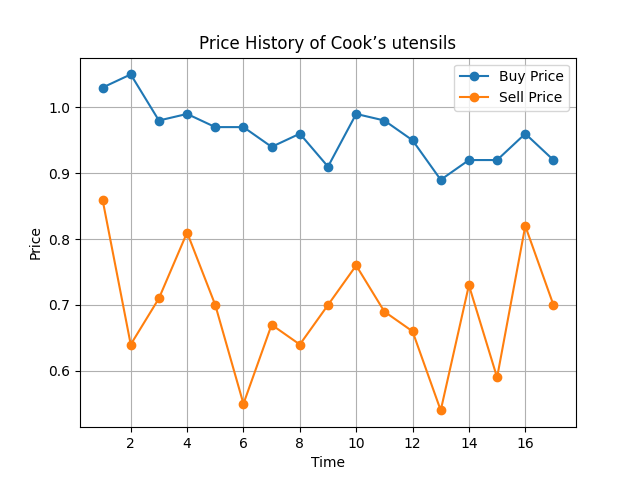 Price History of Cook’s utensils
Buy Price
Sell Price
Price
1.0
0.9
0.8
0.7
0.6
2 4 6 8 10 12 14 16
Time